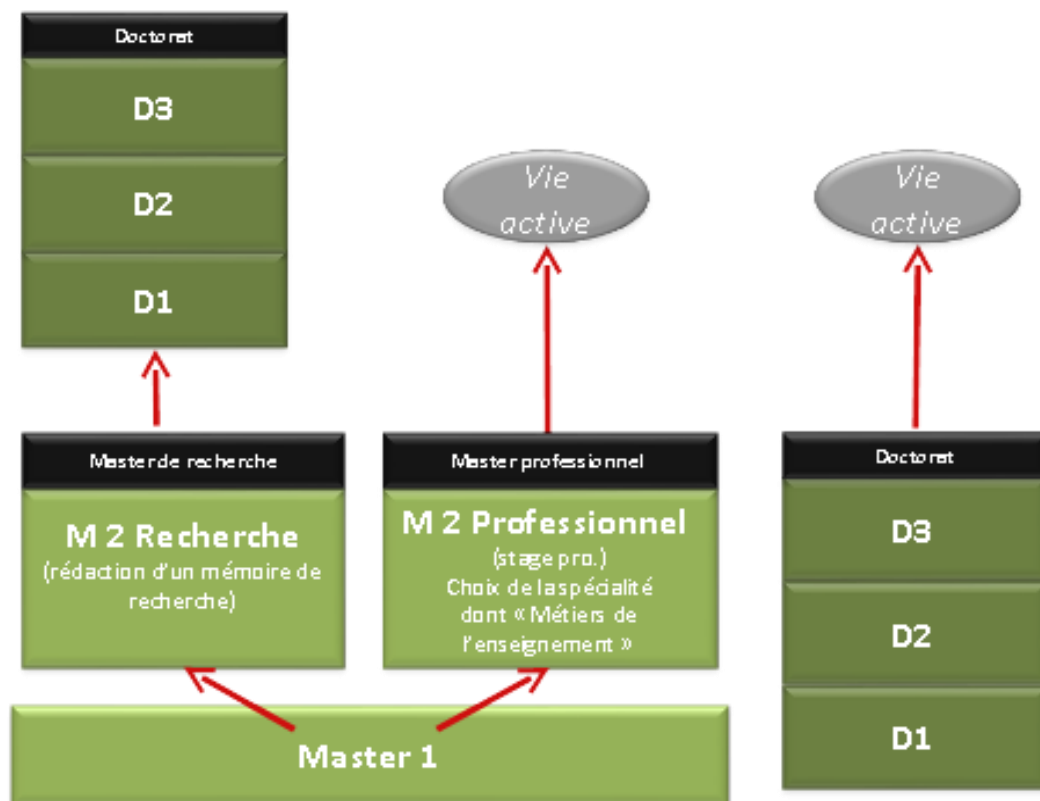 Doctorat
D3
D2
D1
Vie
active
Vie
active
Master de recherche
M 2 Recherche
(rédaction d'un mémoire de
recherche)
Master professionnel
M 2 Professionnel
(stage pro.)
Choix de la spécialité
dont « Métiers de
l'enseignement »
Doctorat
D3
D2
D1
Master 1